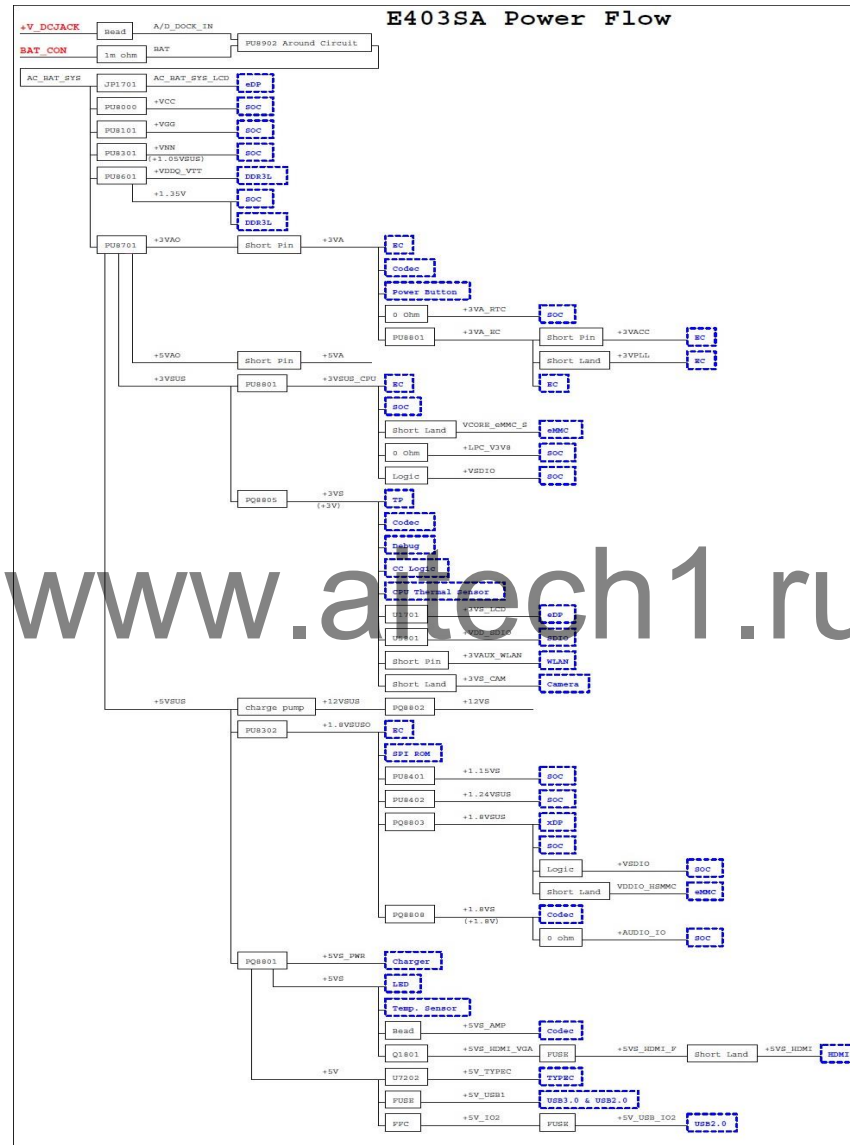 E403SA Power Flow
+V_DCJACK Bead A/D_DOCK_IN
PU8902 Around Circuit
BAT_CON 1m ohm BAT
AC_BAT_SYS JP1701 AC_BAT_SYS_LCD eDP
PU8000 +VCC SOC
PU8101 +VGG SOC
PU8301 +VNN SOC
(+1.05VSUS)
PU8601 +VDDQ_VTT DDR3L
+1.35V SOC
DDR3L
PU8701 +3VAO Short Pin +3VA EC
Codec
Power Button
0 Ohm +3VA_RTC SOC
PU8801 +3VA_EC Short Pin +3VACC EC
+5VAO Short Pin +5VA Short Land +3VPLL EC
+3VSUS PU8801 +3VSUS_CPU EC EC
SOC
Short Land VCORE_eMMC_S eMMC
0 Ohm +LPC_V3V8 SOC
Logic +VSDIO SOC
PQ8805 +3VS TP
(+3V)
Codec
Debug
CC Logic
CPU Thermal Sensor
www.aitech1.ru
U1701 +3VS_LCD eDP
+VDD_SDIO SDIO
Short Pin +3VAUX_WLAN WLAN
Short Land +3VS_CAM Camera
+5VSUS charge pump +12VSUS PQ8802 +12VS
PU8302 +1.8VSUSO EC
SPI ROM
PU8401 +1.15VS SOC
PU8402 +1.24VSUS SOC
PQ8803 +1.8VSUS xDP
SOC
Logic +VSDIO SOC
Short Land VDDIO_HSMMC eMMC
PQ8808 +1.8VS Codec
(+1.8V)
0 ohm +AUDIO_IO SOC
PQ8801 +5VS_PWR Charger
+5VS LED
Temp. Sensor
Bead +5VS_AMP Codec
Q1801 +5VS_HDMI_VGA FUSE +5VS_HDMI_F Short Land +5VS_HDMI HDMI
+5V U7202 +5V_TYPEC TYPEC
FUSE +5V_USB1 USB3.0 & USB2.0
FFC +5V_IO2 FUSE +5V_USB_IO2 USB2.0